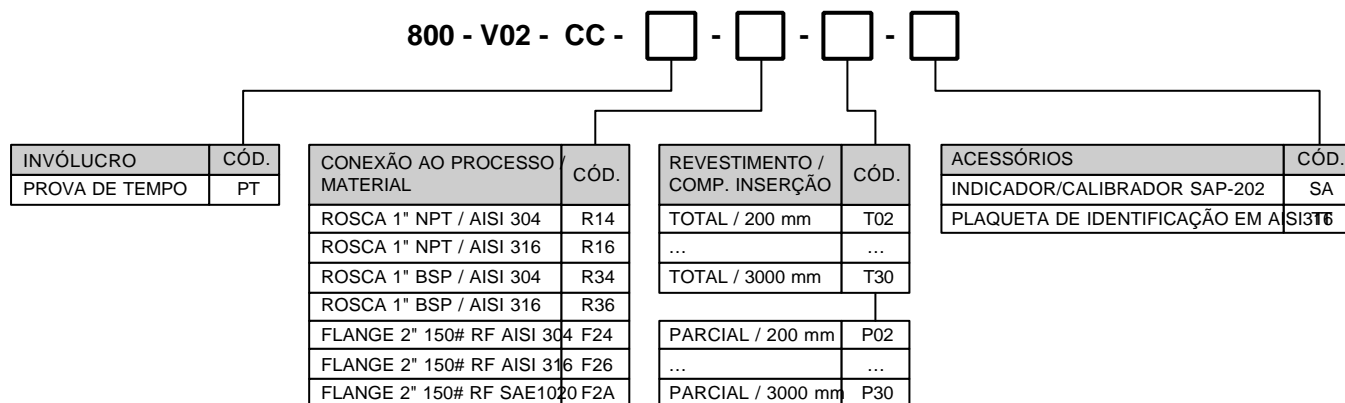 800 - V02 - CC - - - -
INVÓLUCRO CÓD.
PROVA DE TEMPO PT
CONEXÃO AO PROCESSO / MATERIAL CÓD.
ROSCA 1" NPT / AISI 304 R14
ROSCA 1" NPT / AISI 316 R16
ROSCA 1" BSP / AISI 304 R34
ROSCA 1" BSP / AISI 316 R36
FLANGE 2" 150# RF AISI 304 F24
FLANGE 2" 150# RF AISI 316 F26
FLANGE 2" 150# RF SAE1020 F2A
REVESTIMENTO / COMP. INSERÇÃO CÓD.
TOTAL / 200 mm T02
... ...
TOTAL / 3000 mm T30
PARCIAL / 200 mm P02
... ...
PARCIAL / 3000 mm P30
ACESSÓRIOS CÓD.
INDICADOR/CALIBRADOR SAP-202 SA
PLAQUETA DE IDENTIFICAÇÃO EM AISI